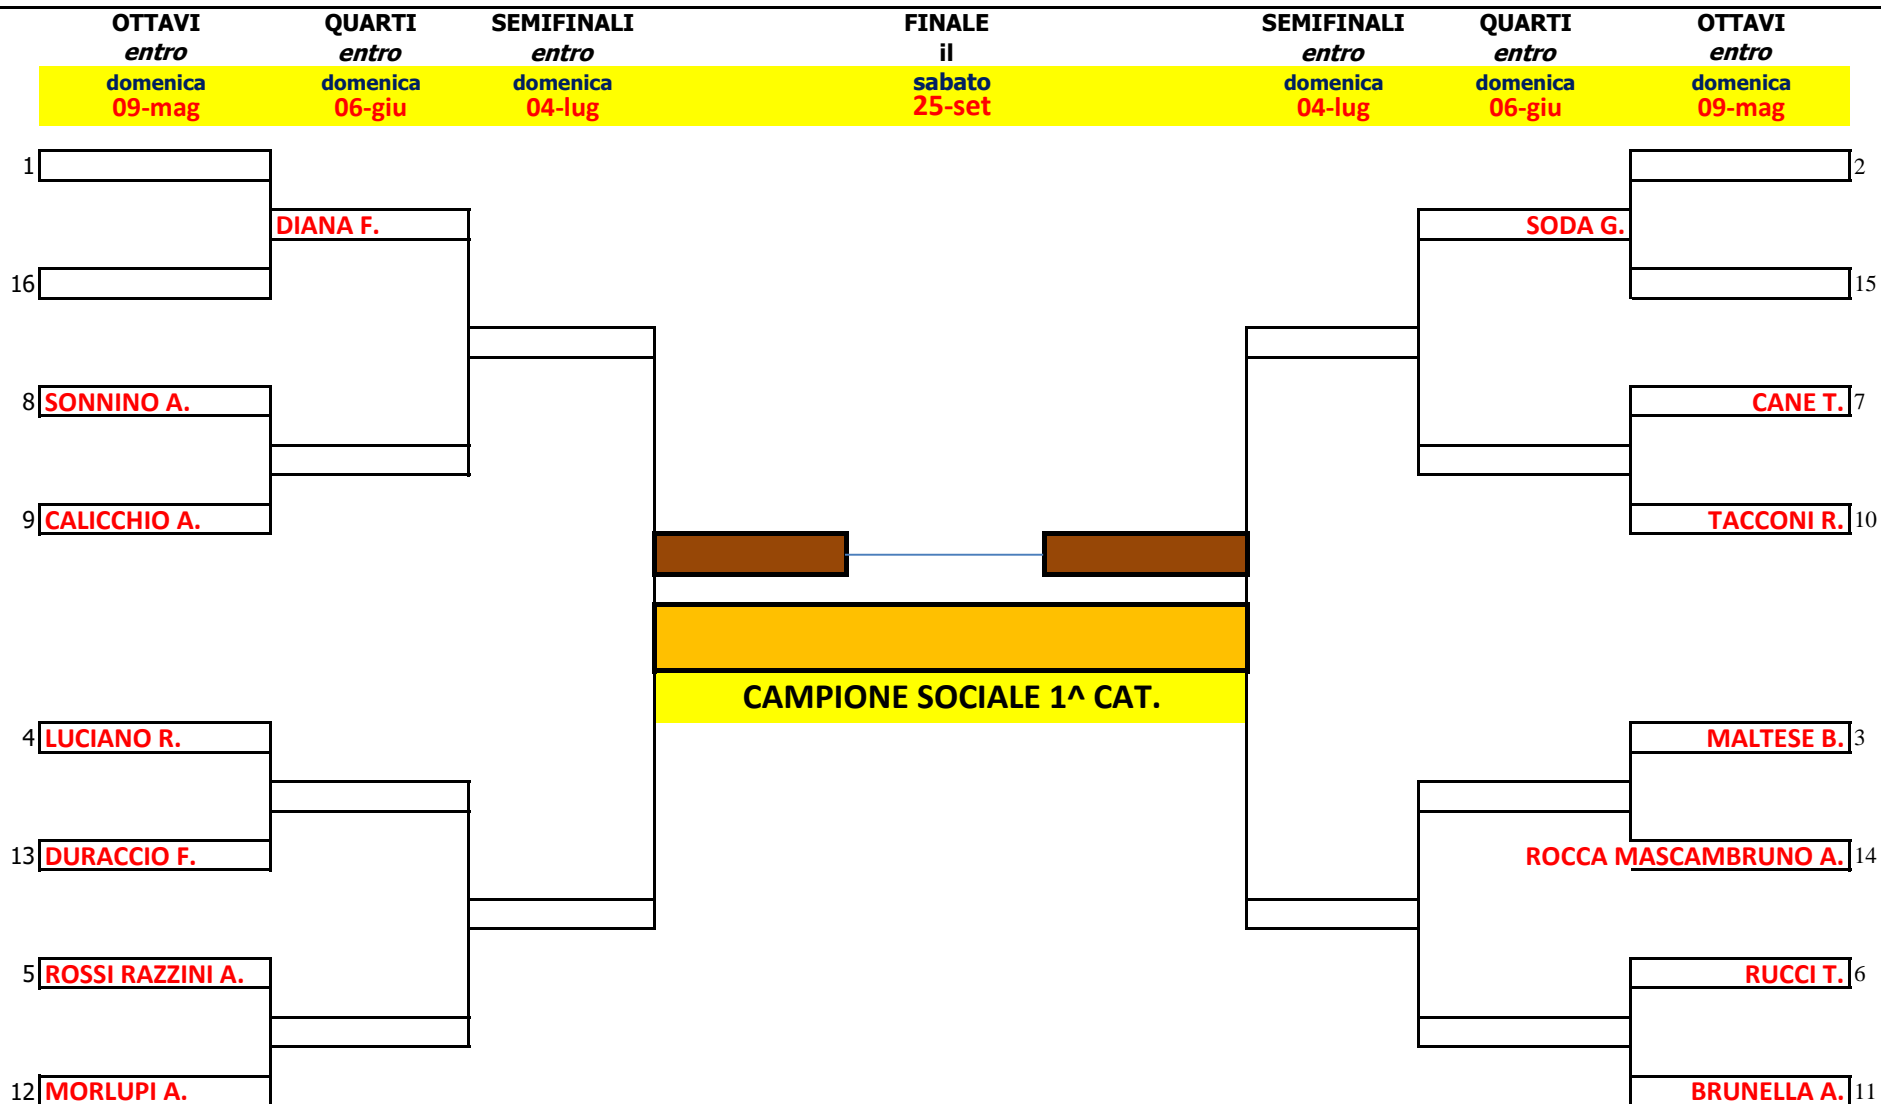 OTTAVI QUARTI SEMIFINALI FINALE SEMIFINALI QUARTI OTTAVI
entro entro entro il entro entro entro
domenica domenica domenica sabato domenica domenica domenica
09-mag 06-giu 04-lug 25-set 04-lug 06-giu 09-mag
1 2
DIANA F. SODA G.
16 15
8 SONNINO A. CANE T. 7
9 CALICCHIO A. TACCONI R. 10
CAMPIONE SOCIALE 1^ CAT.
4 LUCIANO R. MALTESE B. 3
13 DURACCIO F. ROCCA MASCAMBRUNO A. 14
5 ROSSI RAZZINI A. RUCCI T. 6
12 MORLUPI A. BRUNELLA A. 11